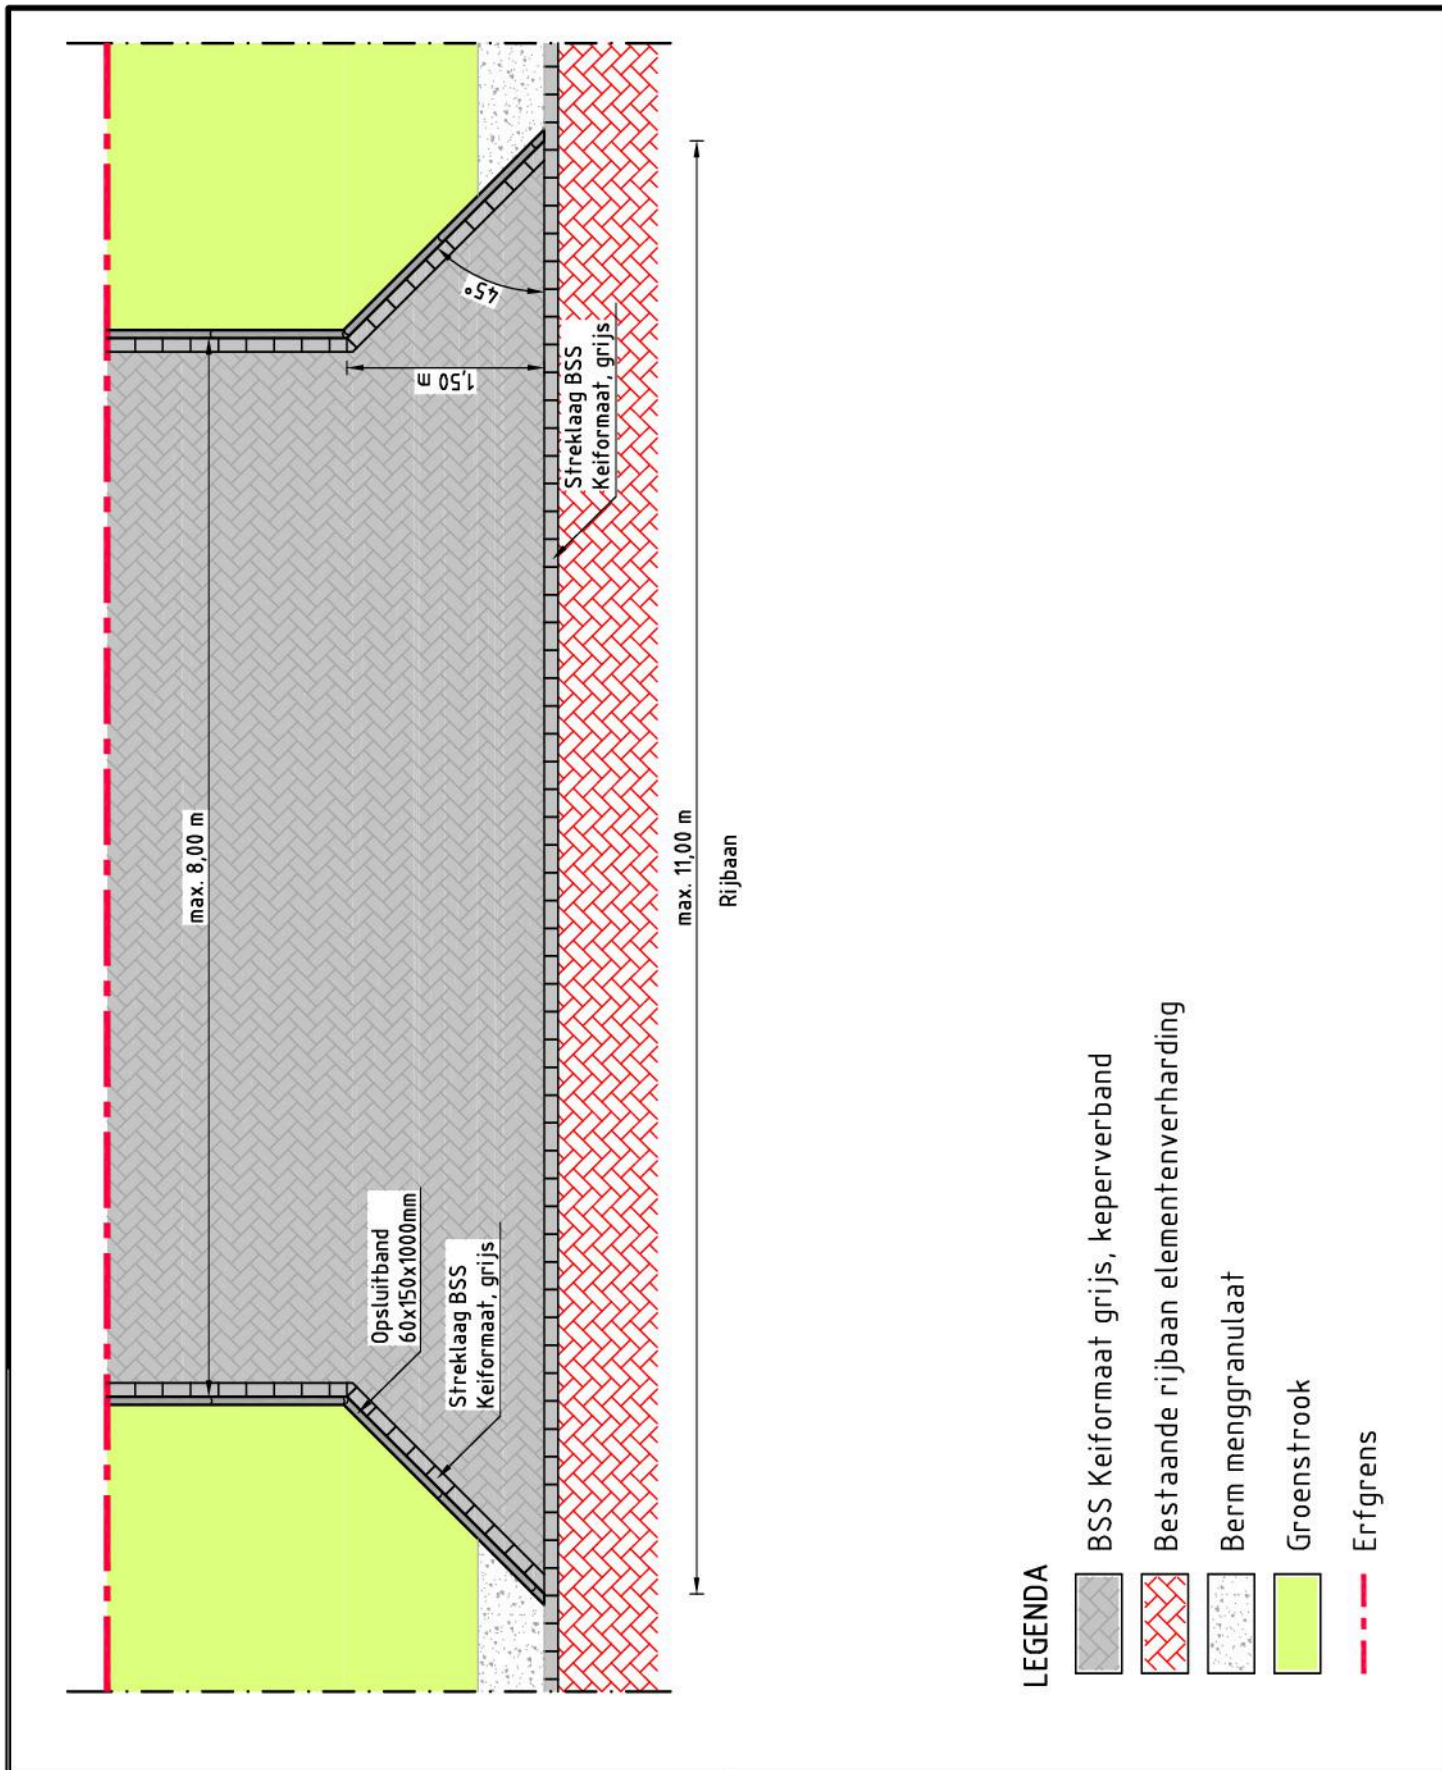 max. 8,00 m
Opsluitband
60x150x1000mm
Streklaag BSS
Keiformaat, grijs
1,50 m
45°
Streklaag BSS
Keiformaat, grijs
max. 11,00 m
Rijbaan
LEGENDA
BSS Keiformaat grijs, keperverband
Bestaande rijbaan elementenverharding
Berm menggranulaat
Groenstrook
Erfgrens